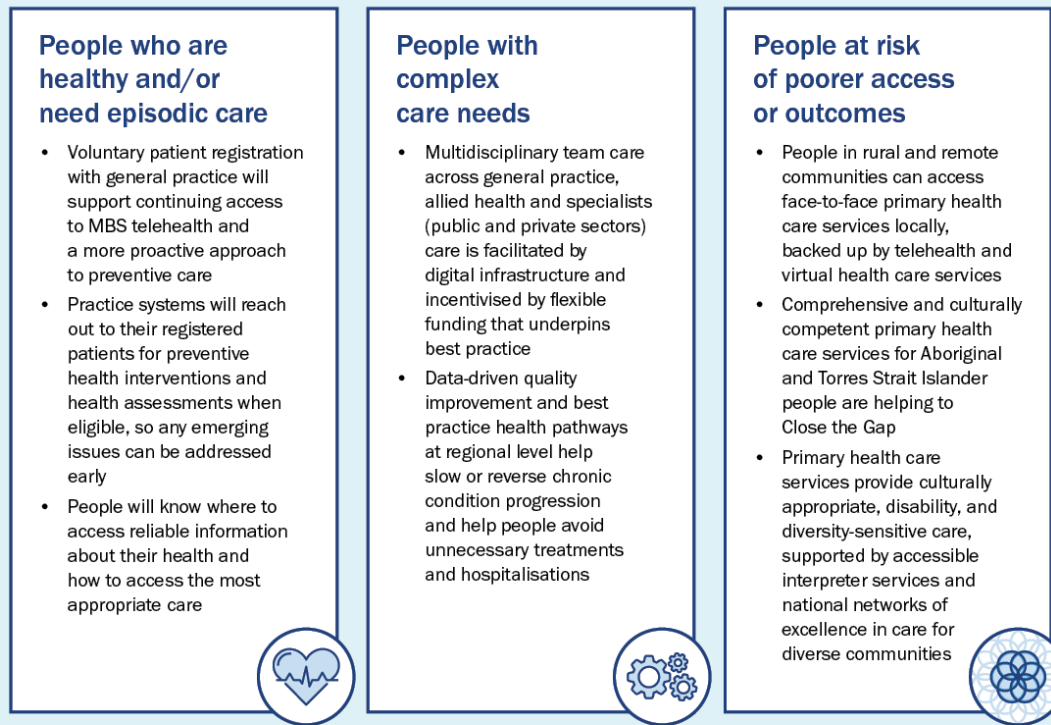 People who are
healthy and/or
need episodic care
• Voluntary patient registration
with general practice will
support continuing access
to MBS telehealth and
a more proactive approach
to preventive care
• Practice systems will reach
out to their registered
patients for preventive
health interventions and
health assessments when
eligible, so any emerging
issues can be addressed
early
• People will know where to
access reliable information
about their health and
how to access the most
appropriate care
People with
complex
care needs
• Multidisciplinary team care
across general practice,
allied health and specialists
(public and private sectors)
care is facilitated by
digital infrastructure and
incentivised by flexible
funding that underpins
best practice
• Data-driven quality
improvement and best
practice health pathways
at regional level help
slow or reverse chronic
condition progression
and help people avoid
unnecessary treatments
and hospitalisations
People at risk
of poorer access
or outcomes
• People in rural and remote
communities can access
face-to-face primary health
care services locally,
backed up by telehealth and
virtual health care services
• Comprehensive and culturally
competent primary health
care services for Aboriginal
and Torres Strait Islander
people are helping to
Close the Gap
• Primary health care
services provide culturally
appropriate, disability, and
diversity-sensitive care,
supported by accessible
interpreter services and
national networks of
excellence in care for
diverse communities